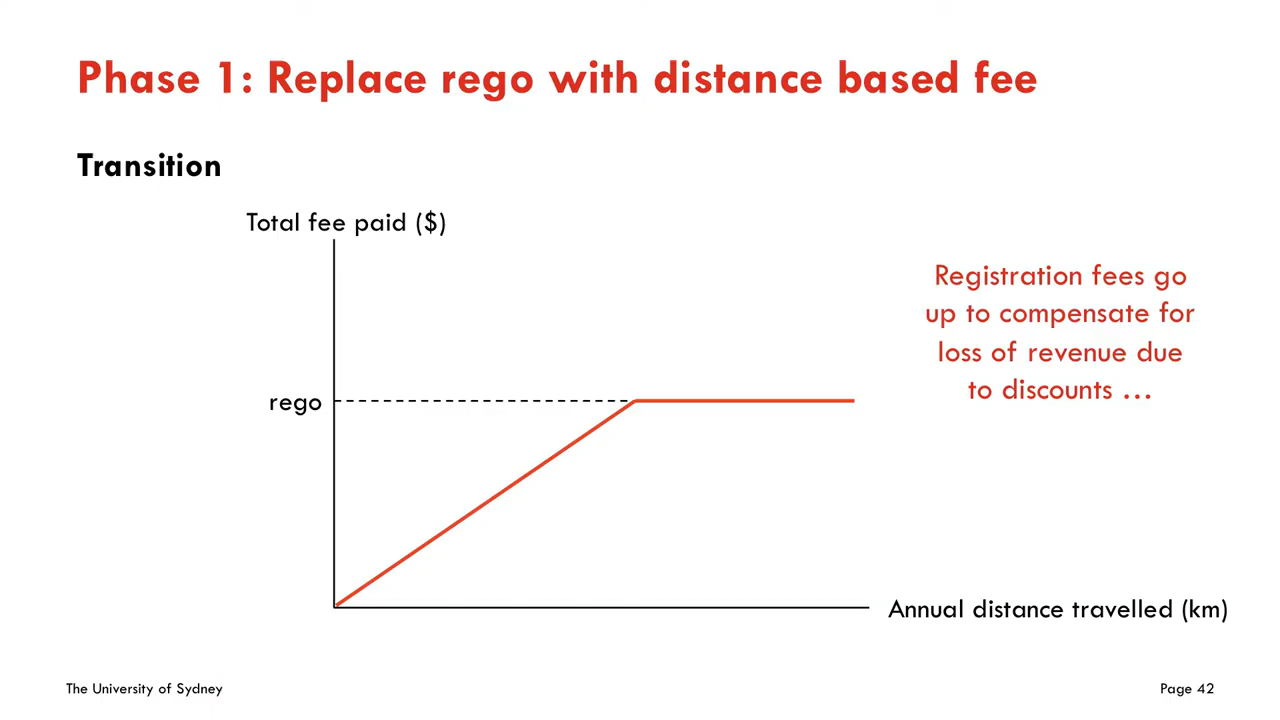 Phase 1: Replace rego with distance based fee
Transition
Total fee paid ($)
Registration fees go
up to compensate for
loss of revenue due
to discounts …
rego
Annual distance travelled (km)
The University of Sydney
Page 42